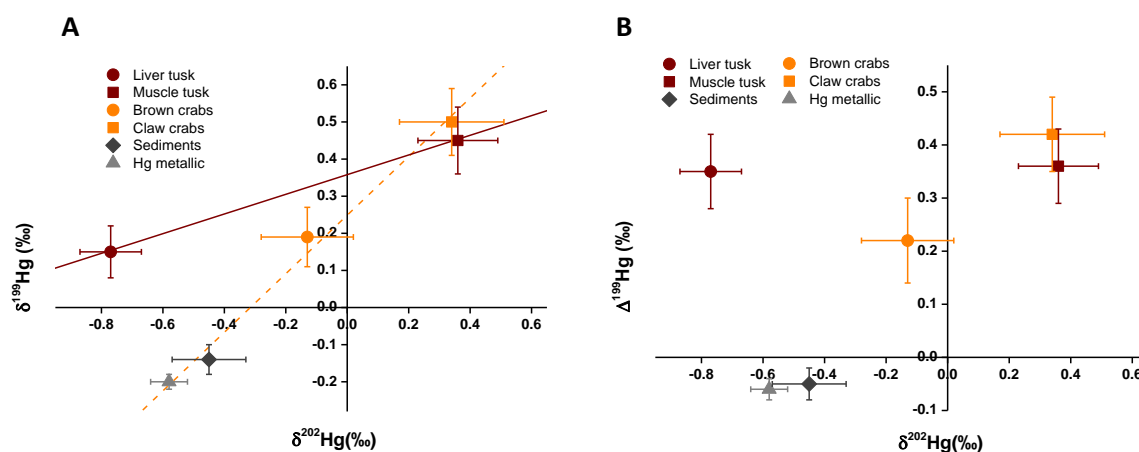 A
Liver tusk
Muscle tusk
Brown crabs
Claw crabs
Sediments
Hg metallic
0.6
0.5
0.4
0.3
0.2
0.1
0.0
-0.8 -0.6 -0.4 -0.2 0.0 0.2 0.4 0.6
-0.1
-0.2
δ¹⁹⁹Hg (‰)
δ²⁰²Hg(‰)
B
Liver tusk Brown crabs
Muscle tusk Claw crabs
Sediments Hg metallic
0.5
0.4
0.3
0.2
0.1
0.0
-0.8 -0.6 -0.4 -0.2 0.0 0.2 0.4 0.6
-0.1
Δ¹⁹⁹Hg (‰)
δ²⁰²Hg(‰)